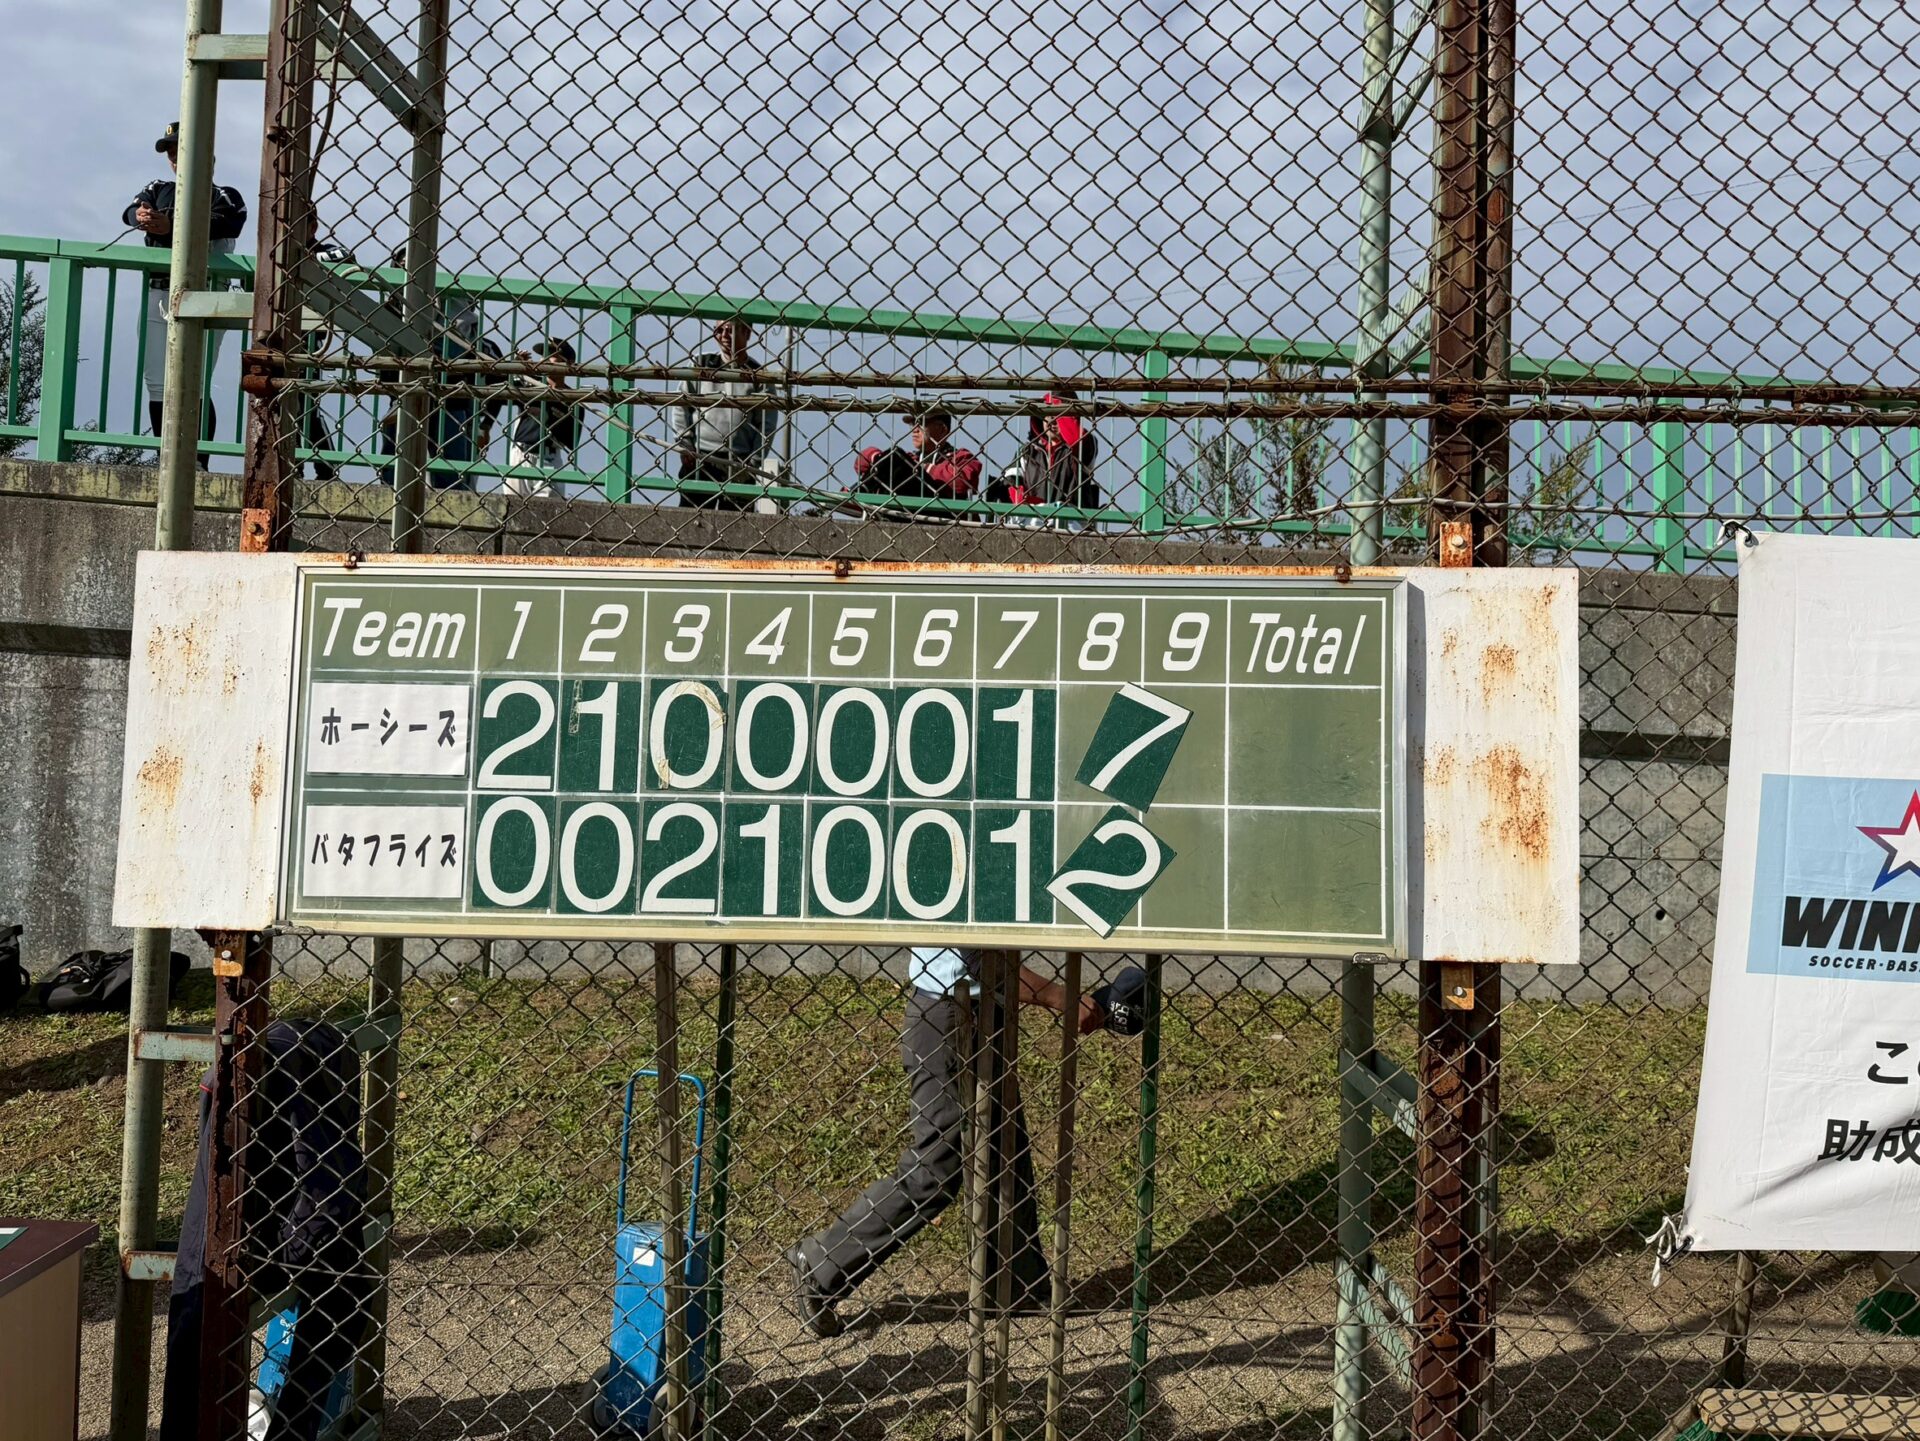 Team 1 2 3 4 5 6 7 8 9 Total
ホーシーズ 2 1 0 0 0 0 1 7
バタフライズ 0 0 2 1 0 0 1 2
WIN
SOCCER·BAS
こ
助成